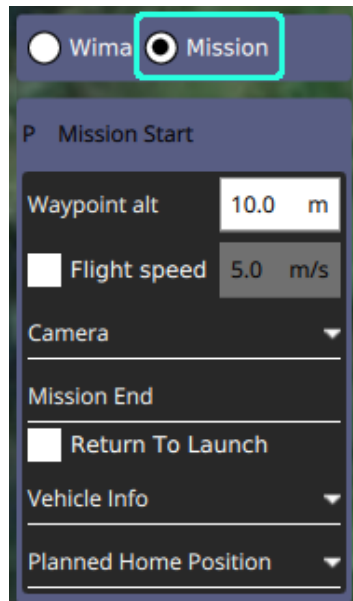 Wima Mission
P Mission Start
Waypoint alt 10.0 m
Flight speed 5.0 m/s
Camera
Mission End
Return To Launch
Vehicle Info
Planned Home Position